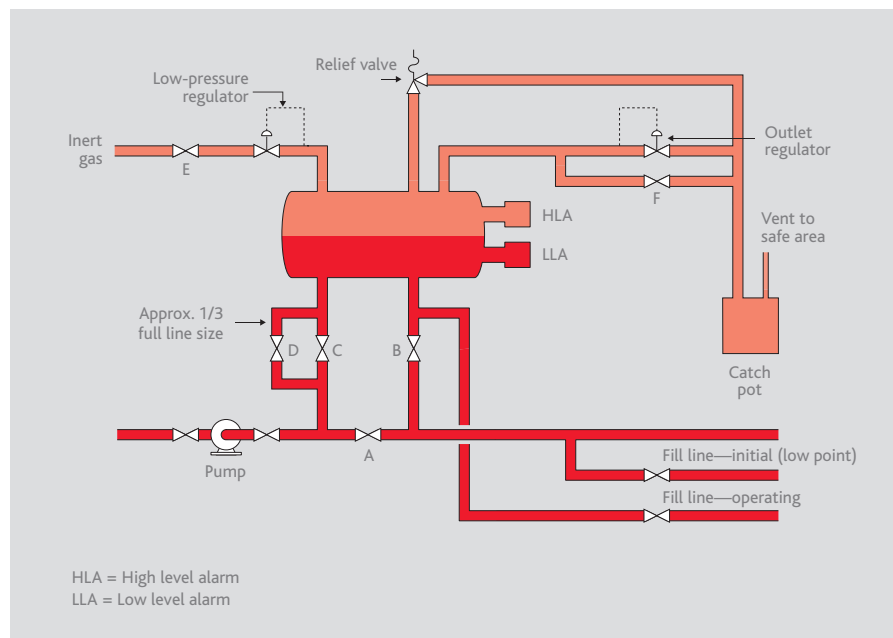 Relief valve
Low-pressure
regulator
Inert
gas
E
Outlet
regulator
F
HLA
LLA
Vent to
safe area
Approx. 1/3
full line size
D
C
B
Catch
pot
A
Pump
Fill line—initial (low point)
Fill line—operating
HLA = High level alarm
LLA = Low level alarm